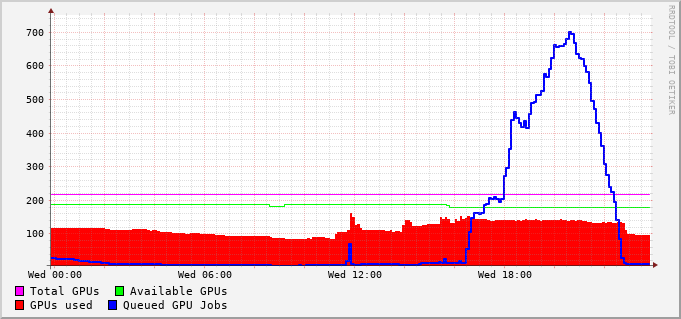 700
600
500
400
300
200
100
Wed 00:00 Wed 06:00 Wed 12:00 Wed 18:00
Total GPUs Available GPUs
GPUs used Queued GPU Jobs
RRDTOOL / TOBI OETIKER